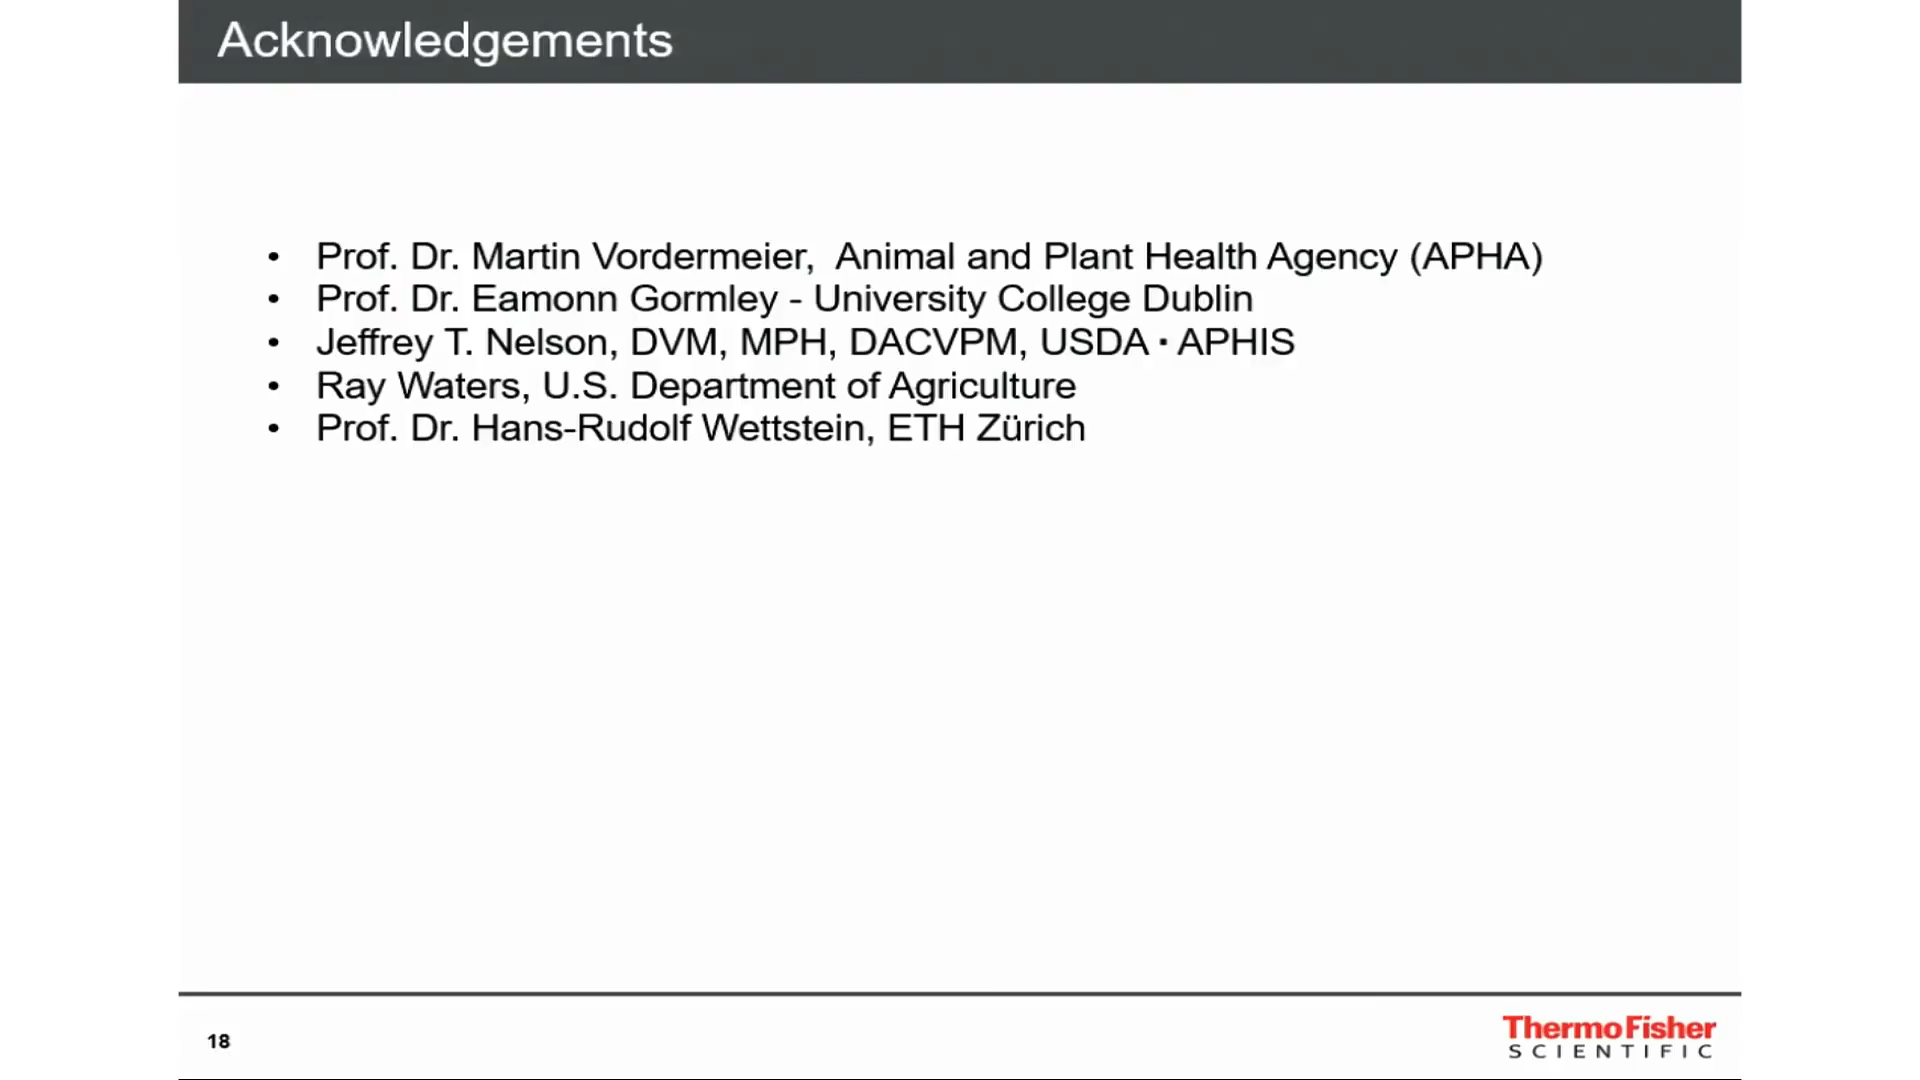 Acknowledgements
• Prof. Dr. Martin Vordermeier, Animal and Plant Health Agency (APHA)
• Prof. Dr. Eamonn Gormley - University College Dublin
• Jeffrey T. Nelson, DVM, MPH, DACVPM, USDA · APHIS
• Ray Waters, U.S. Department of Agriculture
• Prof. Dr. Hans-Rudolf Wettstein, ETH Zürich
18
ThermoFisher
SCIENTIFIC